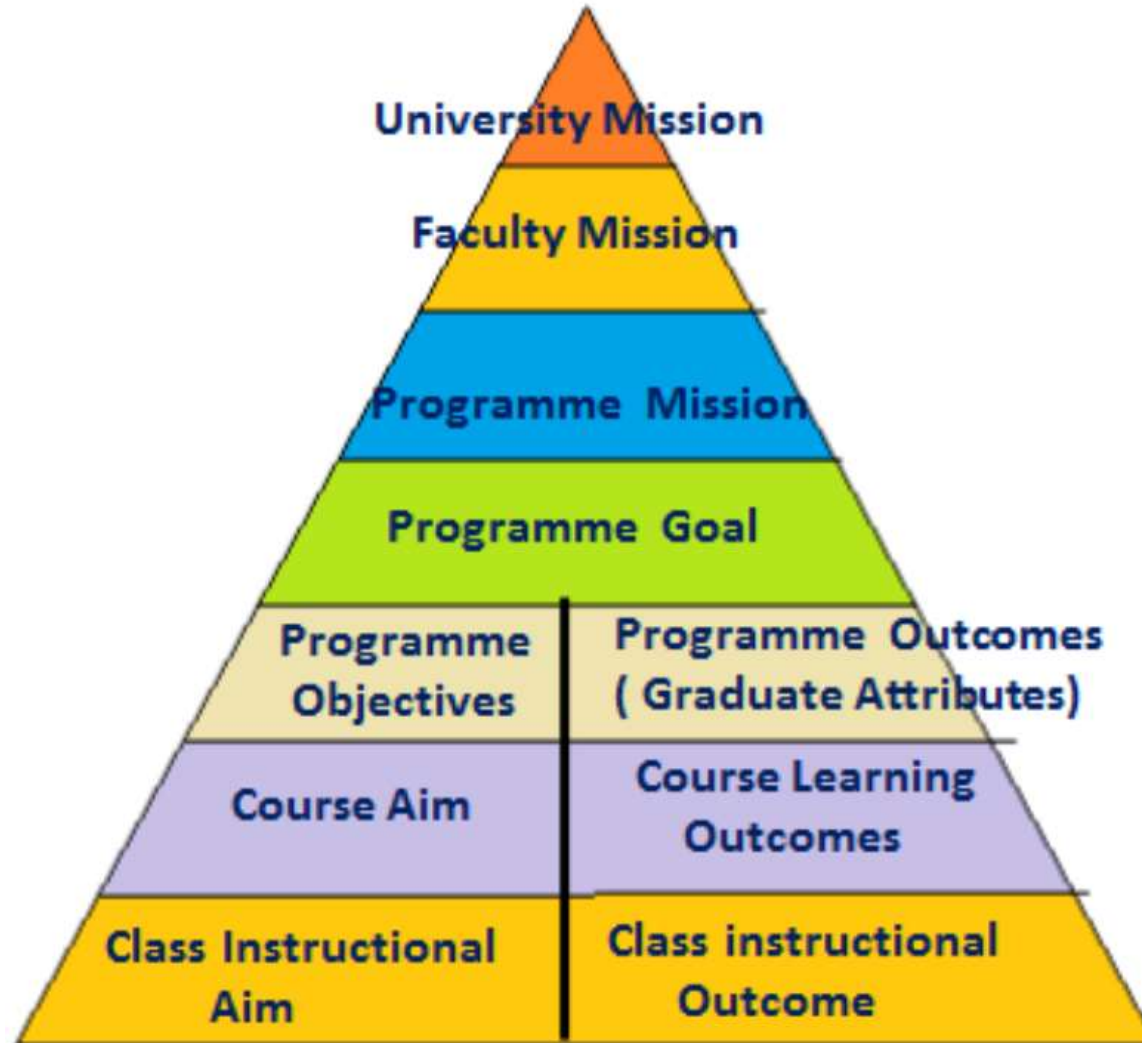 University Mission
Faculty Mission
Programme Mission
Programme Goal
Programme
Objectives
Programme Outcomes
( Graduate Attributes)
Course Aim
Course Learning
Outcomes
Class Instructional
Aim
Class instructional
Outcome